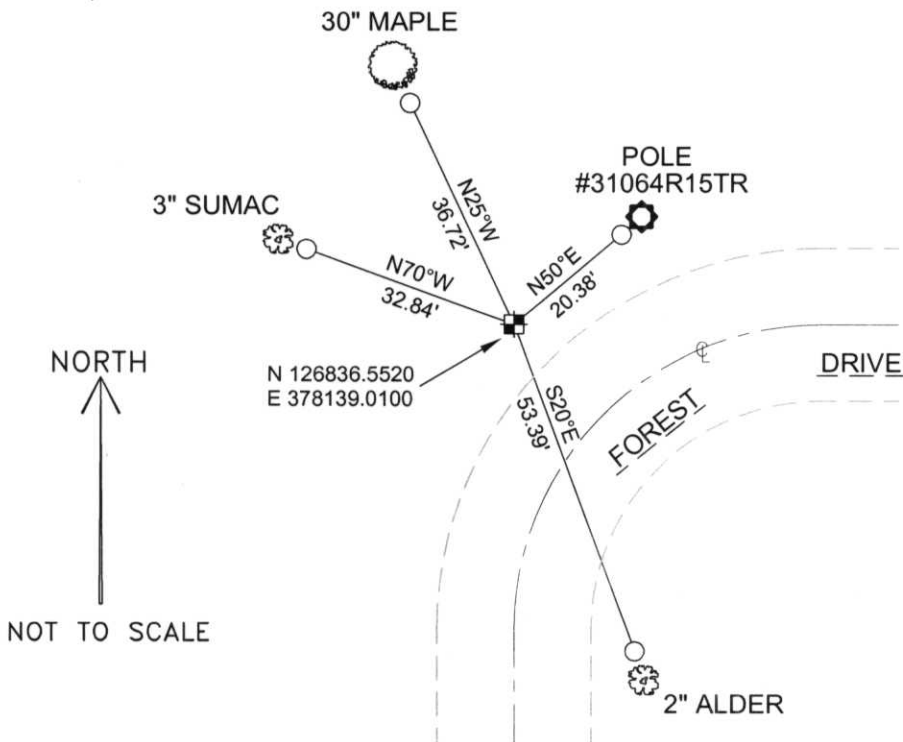 30" MAPLE
POLE
#31064R15TR
3" SUMAC
N25°W
36.72'
N50°E
20.38'
N70°W
32.84'
NORTH
N 126836.5520
E 378139.0100
℄
DRIVE
FOREST
S20°E
53.39'
NOT TO SCALE
2" ALDER